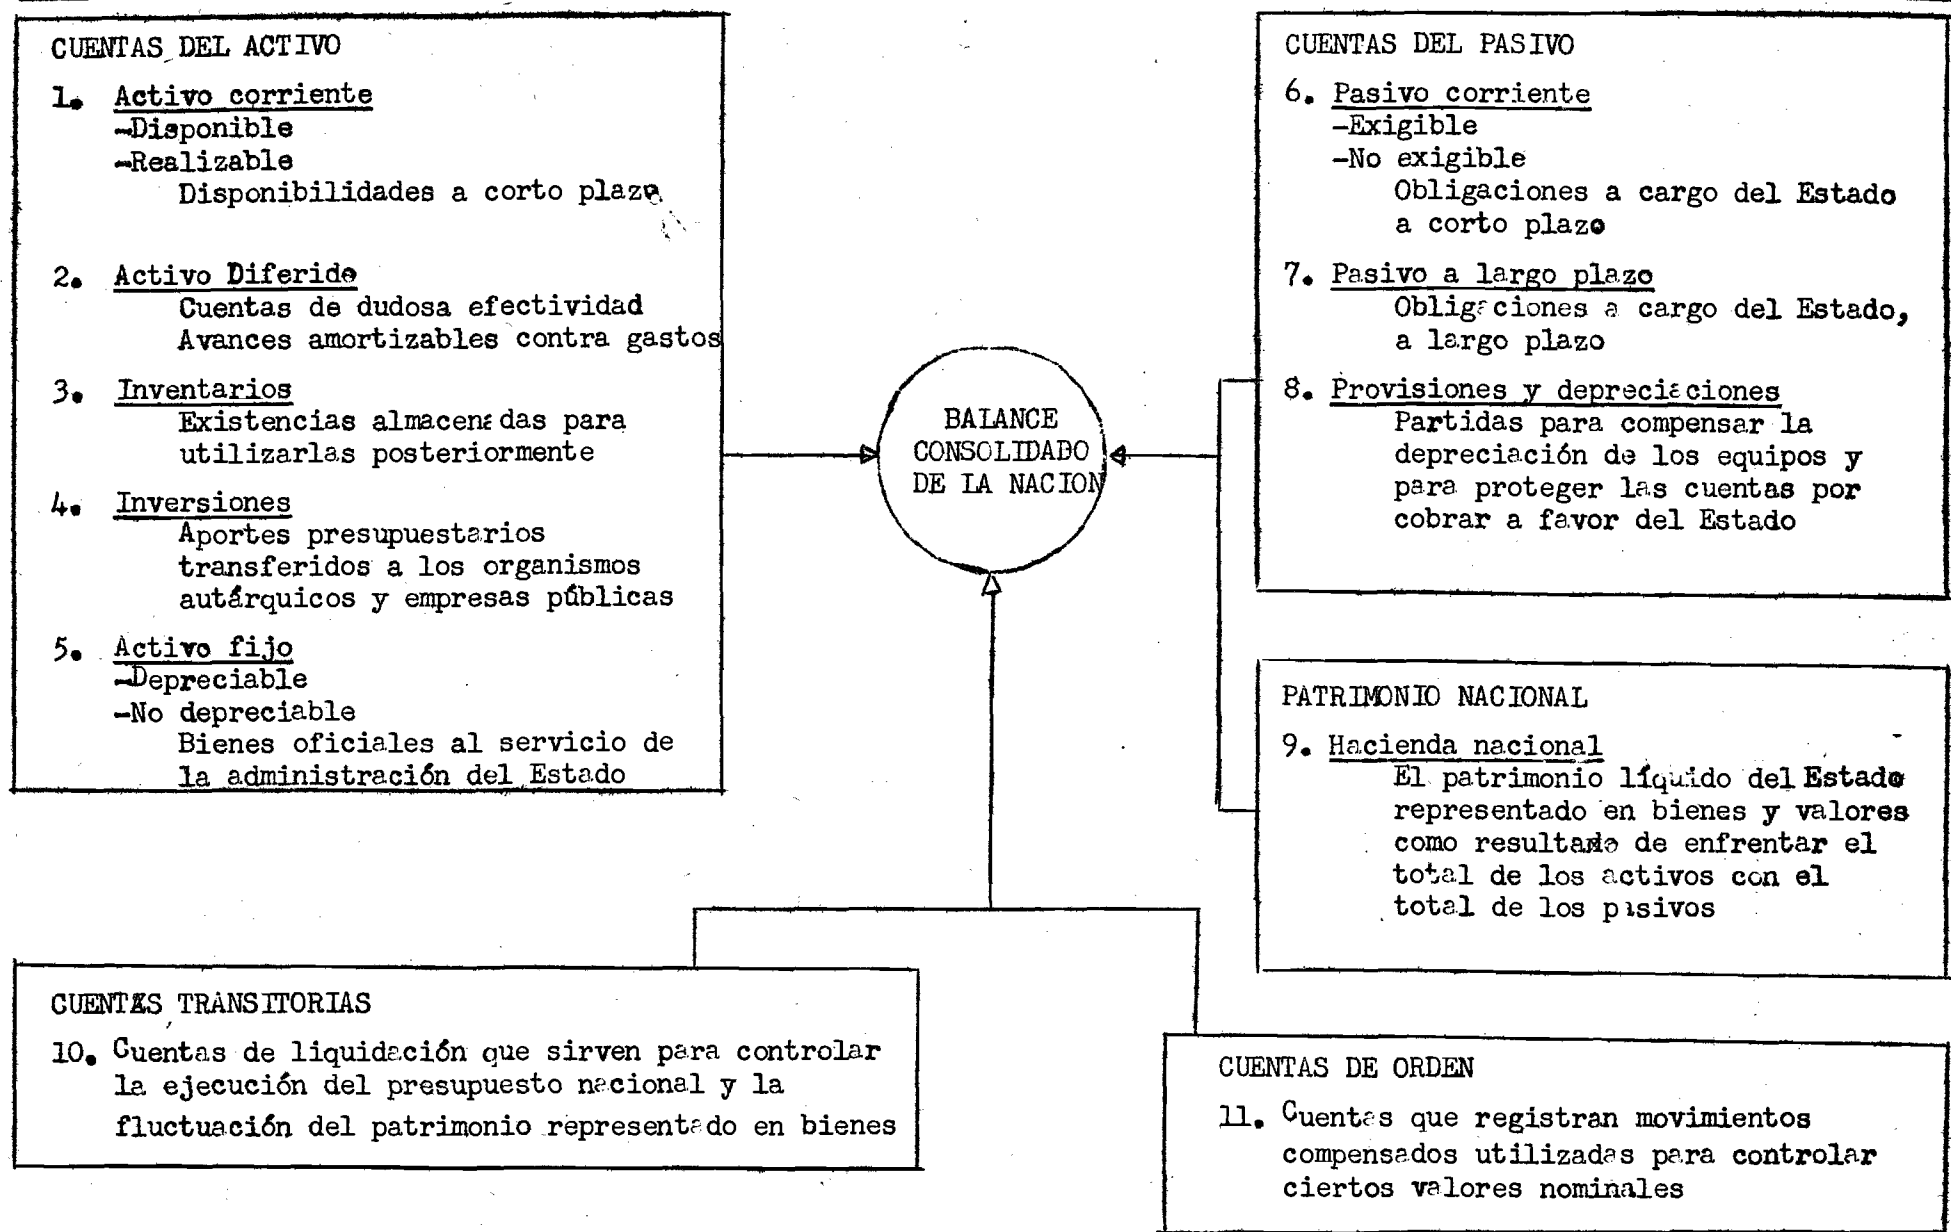 CUENTAS DEL ACTIVO
1. Activo corriente
-Disponible
-Realizable
Disponibilidades a corto plazo
2. Activo Diferido
Cuentas de dudosa efectividad
Avances amortizables contra gastos
3. Inventarios
Existencias almacenadas para
utilizarlas posteriormente
4. Inversiones
Aportes presupuestarios
transferidos a los organismos
autárquicos y empresas públicas
5. Activo fijo
-Depreciable
-No depreciable
Bienes oficiales al servicio de
la administración del Estado
BALANCE
CONSOLIDADO
DE LA NACION
CUENTAS DEL PASIVO
6. Pasivo corriente
-Exigible
-No exigible
Obligaciones a cargo del Estado
a corto plazo
7. Pasivo a largo plazo
Obligaciones a cargo del Estado,
a largo plazo
8. Provisiones y depreciaciones
Partidas para compensar la
depreciación de los equipos y
para proteger las cuentas por
cobrar a favor del Estado
PATRIMONIO NACIONAL
9. Hacienda nacional
El patrimonio líquido del Estado
representado en bienes y valores
como resultado de enfrentar el
total de los activos con el
total de los pasivos
CUENTAS TRANSITORIAS
10. Cuentas de liquidación que sirven para controlar
la ejecución del presupuesto nacional y la
fluctuación del patrimonio representado en bienes
CUENTAS DE ORDEN
11. Cuentas que registran movimientos
compensados utilizadas para controlar
ciertos valores nominales